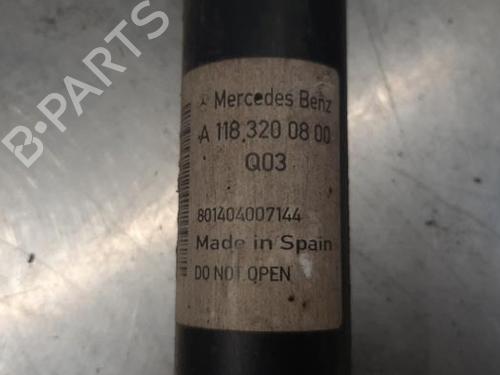 Mercedes Benz
A 118 320 08 00
Q03
801404007144
Made in Spain
DO NOT OPEN
B-PARTS